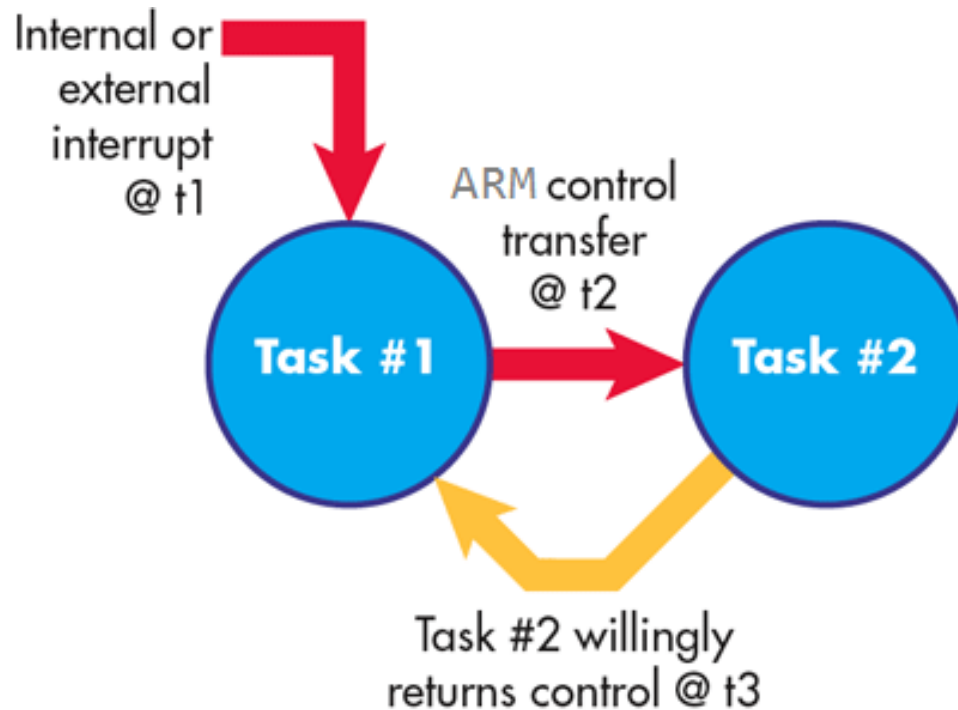 Internal or
external
interrupt
@ t1
ARM control
transfer
@ t2
Task #1
Task #2
Task #2 willingly
returns control @ t3